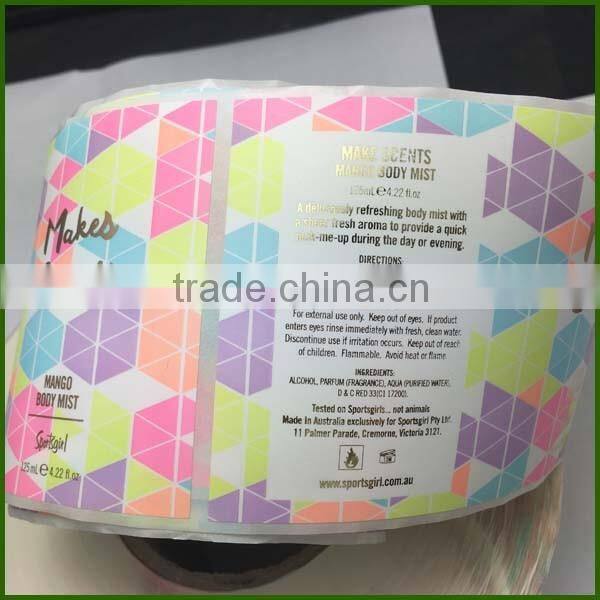 Makes
MANGO
BODY MIST
Sportsgirl
125mL e 4.22 fl.oz
MAKE SCENTS
MANGO BODY MIST
125mL e 4.22 fl.oz
A deliciously refreshing body mist with
a sheer fresh aroma to provide a quick
pick-me-up during the day or evening.
DIRECTIONS
trade.china.cn
For external use only. Keep out of eyes. If product
enters eyes rinse immediately with fresh, clean water.
Discontinue use if irritation occurs. Keep out of reach
of children. Flammable. Avoid heat or flame.
INGREDIENTS:
ALCOHOL, PARFUM (FRAGRANCE), AQUA (PURIFIED WATER),
D & C RED 33(CI 17200).
Tested on Sportsgirls... not animals
Made in Australia exclusively for Sportsgirl Pty Ltd.
11 Palmer Parade, Cremorne, Victoria 3121.
www.sportsgirl.com.au